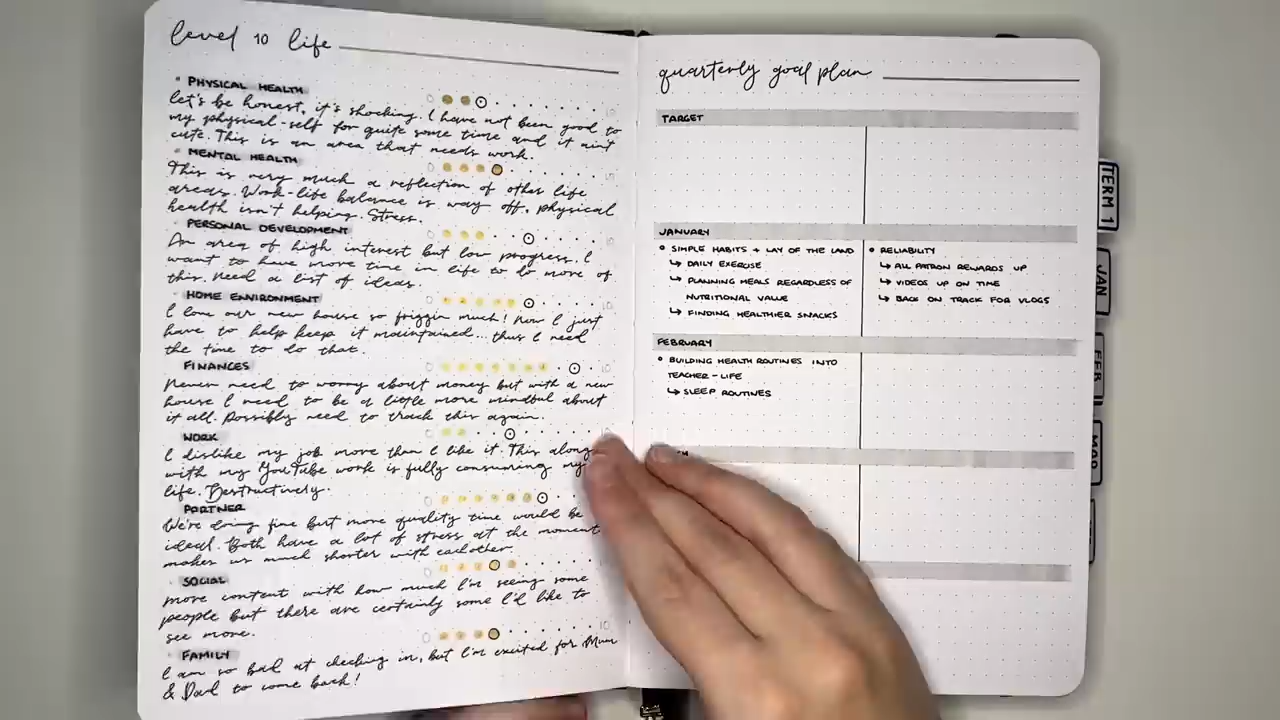 level 10 life
PHYSICAL HEALTH
let's be honest, it's shocking. I have not been good to
my physical-self for quite some time and it ain't
cute. This is an area that needs work.
MENTAL HEALTH
This is very much a reflection of other life
areas. Work-life balance is way off, physical
health isn't helping. Stress.
PERSONAL DEVELOPMENT
An area of high interest but low progress. I
want to have more time in life to do more of
this. Need a list of ideas.
HOME ENVIRONMENT
I love our new house so friggin much! Now I just
have to help keep it maintained... thus I need
the time to do that.
FINANCES
Never need to worry about money but with a new
house I need to be a little more mindful about
it all. Possibly need to track this again.
WORK
I dislike my job more than I like it. This along
with my YouTube work is fully consuming my
life. Destructively.
PARTNER
We're doing fine but more quality time would be
ideal. Both have a lot of stress at the moment
makes us much shorter with eachother.
SOCIAL
more content with how much I'm seeing some
people but there are certainly some I'd like to
see more.
FAMILY
I am so bad at checking in, but I'm excited for Mum
& Dad to come back!
quarterly goal plan
TARGET
JANUARY
SIMPLE HABITS + LAY OF THE LAND
↳ DAILY EXERCISE
↳ PLANNING MEALS REGARDLESS OF
NUTRITIONAL VALUE
↳ FINDING HEALTHIER SNACKS
RELIABILITY
↳ ALL PATRON REWARDS UP
↳ VIDEOS UP ON TIME
↳ BACK ON TRACK FOR VLOGS
FEBRUARY
BUILDING HEALTH ROUTINES INTO
TEACHER-LIFE
↳ SLEEP ROUTINES
TERM 1
JAN
FEB
MAR